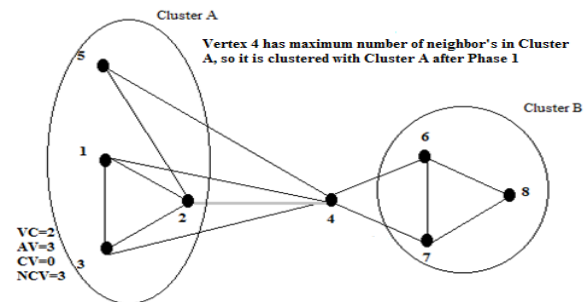 Cluster A
Vertex 4 has maximum number of neighbor's in Cluster
A, so it is clustered with Cluster A after Phase 1
5
Cluster B
6
1
8
2
4
VC=2
AV=3
3
CV=0
NCV=3
7